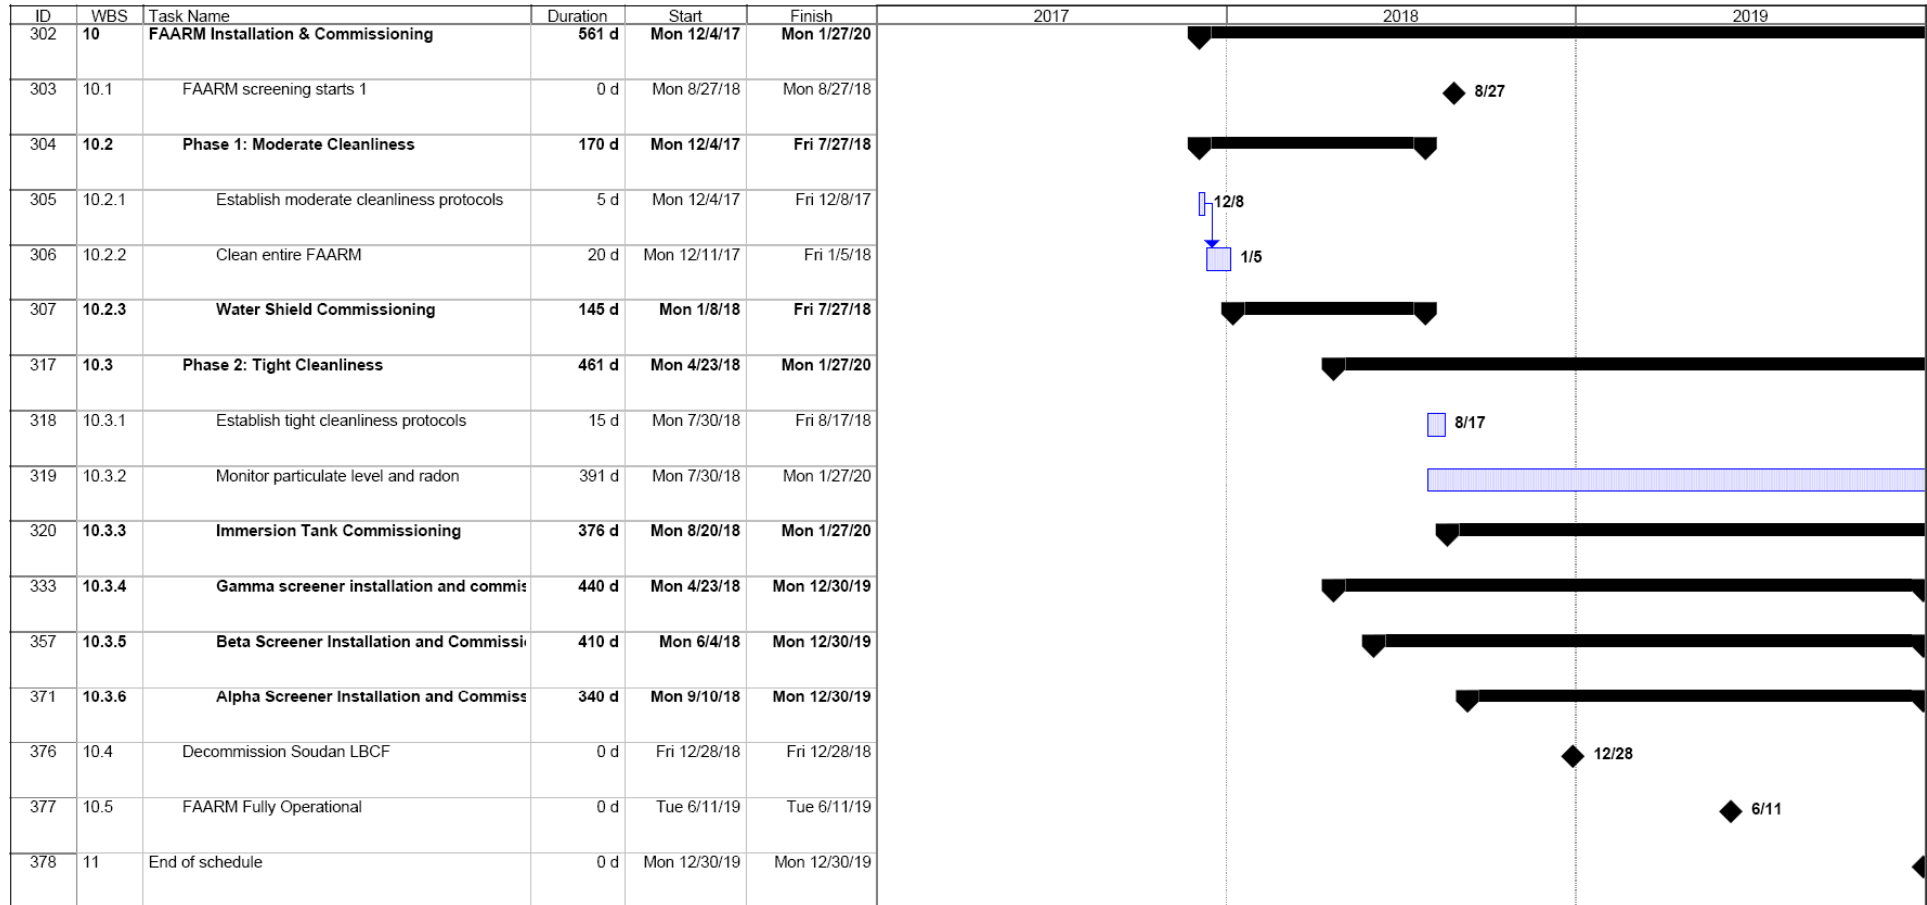 ID WBS Task Name Duration Start Finish 2017 2018 2019
302 10 FAARM Installation & Commissioning 561 d Mon 12/4/17 Mon 1/27/20
303 10.1 FAARM screening starts 1 0 d Mon 8/27/18 Mon 8/27/18 8/27
304 10.2 Phase 1: Moderate Cleanliness 170 d Mon 12/4/17 Fri 7/27/18
305 10.2.1 Establish moderate cleanliness protocols 5 d Mon 12/4/17 Fri 12/8/17 12/8
306 10.2.2 Clean entire FAARM 20 d Mon 12/11/17 Fri 1/5/18 1/5
307 10.2.3 Water Shield Commissioning 145 d Mon 1/8/18 Fri 7/27/18
317 10.3 Phase 2: Tight Cleanliness 461 d Mon 4/23/18 Mon 1/27/20
318 10.3.1 Establish tight cleanliness protocols 15 d Mon 7/30/18 Fri 8/17/18 8/17
319 10.3.2 Monitor particulate level and radon 391 d Mon 7/30/18 Mon 1/27/20
320 10.3.3 Immersion Tank Commissioning 376 d Mon 8/20/18 Mon 1/27/20
333 10.3.4 Gamma screener installation and commis 440 d Mon 4/23/18 Mon 12/30/19
357 10.3.5 Beta Screener Installation and Commissi 410 d Mon 6/4/18 Mon 12/30/19
371 10.3.6 Alpha Screener Installation and Commiss 340 d Mon 9/10/18 Mon 12/30/19
376 10.4 Decommission Soudan LBCF 0 d Fri 12/28/18 Fri 12/28/18 12/28
377 10.5 FAARM Fully Operational 0 d Tue 6/11/19 Tue 6/11/19 6/11
378 11 End of schedule 0 d Mon 12/30/19 Mon 12/30/19